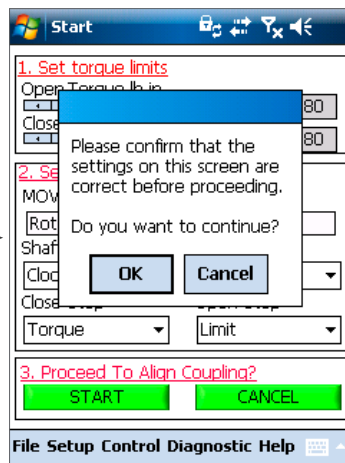 Start
1. Set torque limits
Open Torque lb in
80
Close
80
Please confirm that the
settings on this screen are
correct before proceeding.
Do you want to continue?
OK Cancel
2. Se
MOV
Rot
Shaf
Cloc
Torque Limit
3. Proceed To Align Coupling?
START CANCEL
File Setup Control Diagnostic Help